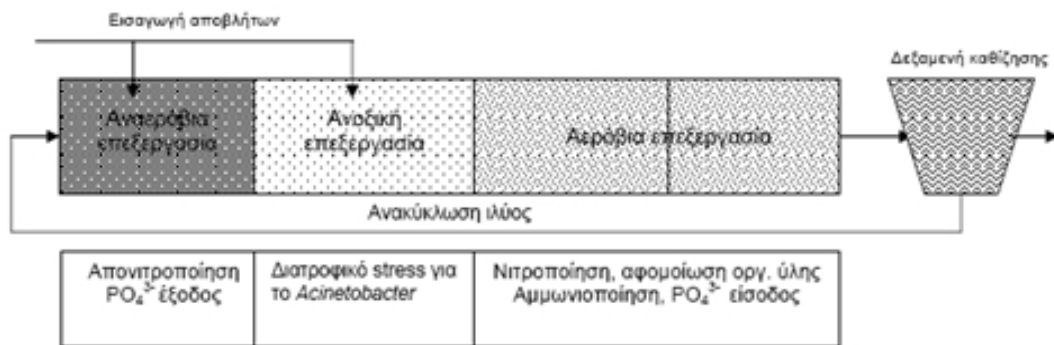 Εισαγωγή αποβλήτων
Δεξαμενή καθίζησης
Αναερόβια
επεξεργασια
Ανοξική
επεξεργασία
Αερόβια επεξεργασία
Ανακύκλωση ιλύος
Απονιτροποίηση
PO₄³⁻ έξοδος
Διατροφικό stress για
το Acinetobacter
Νιτροποίηση, αφομοίωση οργ. ύλης
Αμμωνιοποίηση, PO₄³⁻ είσοδος